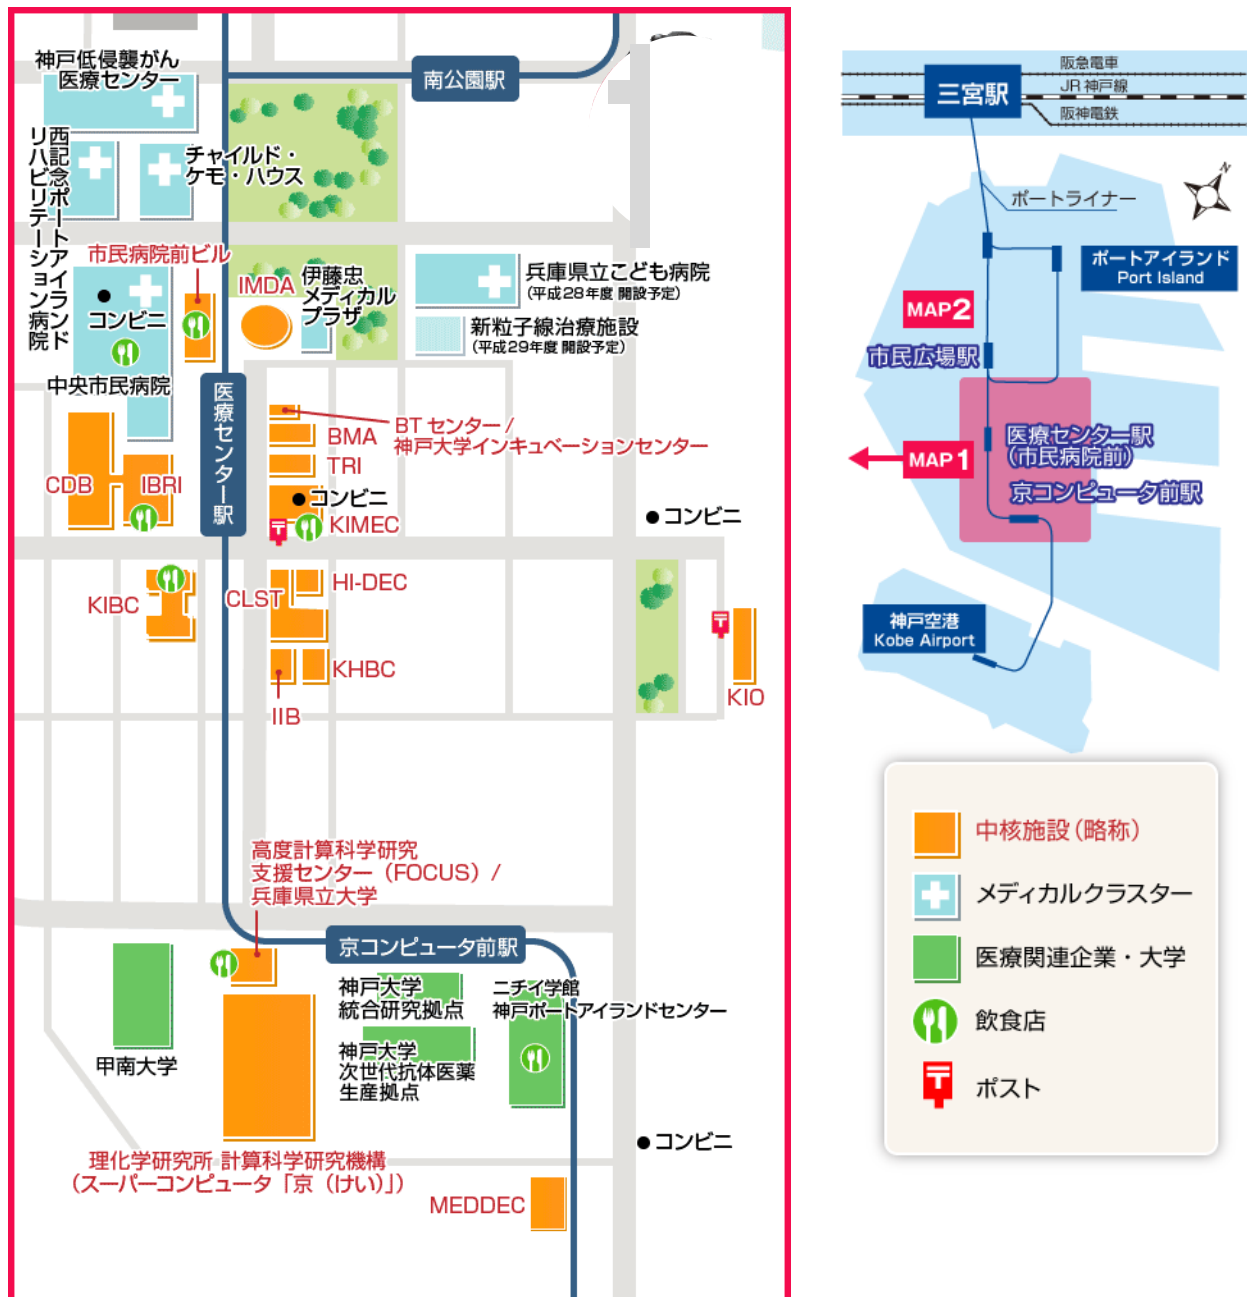 神戸低侵襲がん
医療センター
南公園駅
西記念ポートアイランド
リハビリテーション病院
チャイルド・
ケモ・ハウス
市民病院前ビル
コンビニ
中央市民病院
IMDA
伊藤忠
メディカル
プラザ
兵庫県立こども病院
(平成28年度 開設予定)
新粒子線治療施設
(平成29年度 開設予定)
医療センター駅
BT センター /
神戸大学インキュベーションセンター
BMA
TRI
CDB
IBRI
コンビニ
KIMEC
コンビニ
KIBC
CLST
HI-DEC
KHBC
IIB
KIO
高度計算科学研究
支援センター（FOCUS）/
兵庫県立大学
京コンピュータ前駅
甲南大学
神戸大学
統合研究拠点
神戸大学
次世代抗体医薬
生産拠点
ニチイ学館
神戸ポートアイランドセンター
理化学研究所 計算科学研究機構
（スーパーコンピュータ「京（けい）」）
コンビニ
MEDDEC
阪急電車
JR 神戸線
阪神電鉄
三宮駅
N
ポートライナー
ポートアイランド
Port Island
MAP2
市民広場駅
MAP1
医療センター駅
(市民病院前)
京コンピュータ前駅
神戸空港
Kobe Airport
中核施設（略称）
メディカルクラスター
医療関連企業・大学
飲食店
ポスト